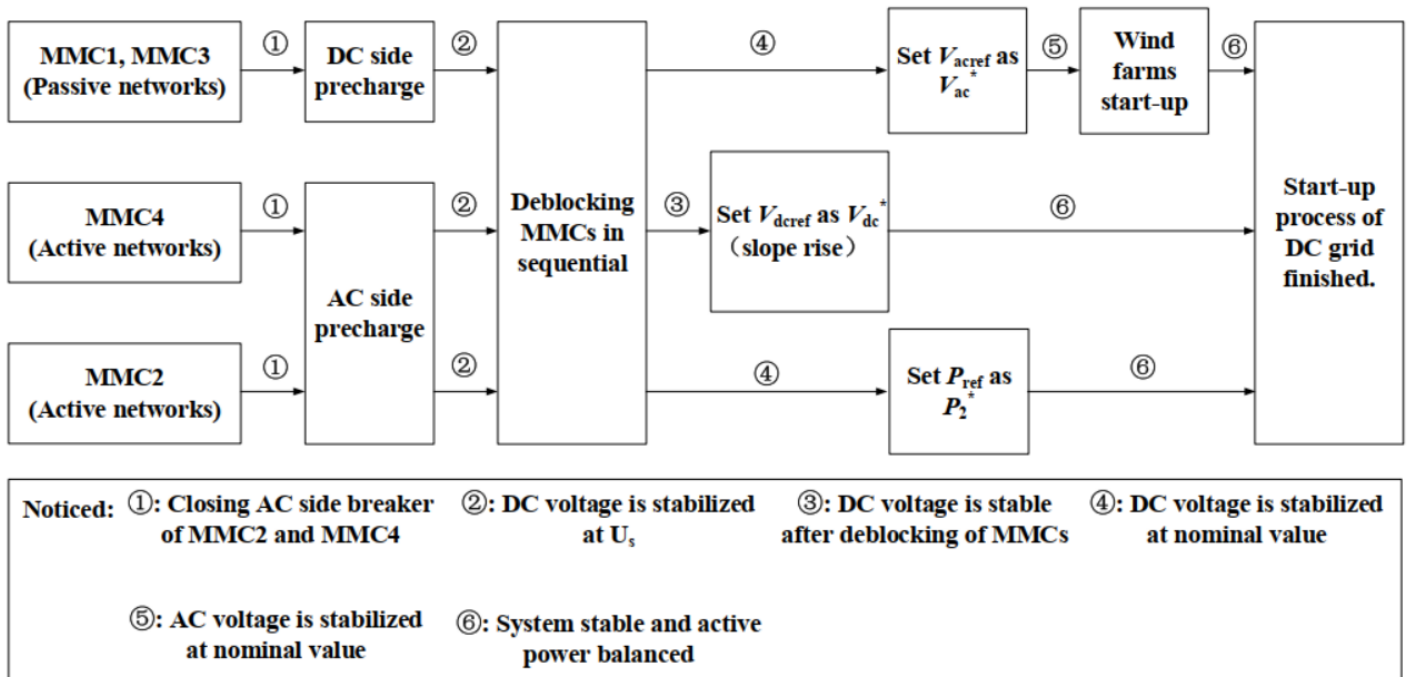 MMC1, MMC3
(Passive networks)
①
DC side
precharge
②
④
Set Vacref as
Vac*
⑤
Wind
farms
start-up
⑥
MMC4
(Active networks)
①
AC side
precharge
②
Deblocking
MMCs in
sequential
③
Set Vdcref as Vdc*
(slope rise)
⑥
Start-up
process of
DC grid
finished.
MMC2
(Active networks)
①
②
④
Set Pref as
P2*
⑥
Noticed:
①: Closing AC side breaker
of MMC2 and MMC4
②: DC voltage is stabilized
at Us
③: DC voltage is stable
after deblocking of MMCs
④: DC voltage is stabilized
at nominal value
⑤: AC voltage is stabilized
at nominal value
⑥: System stable and active
power balanced